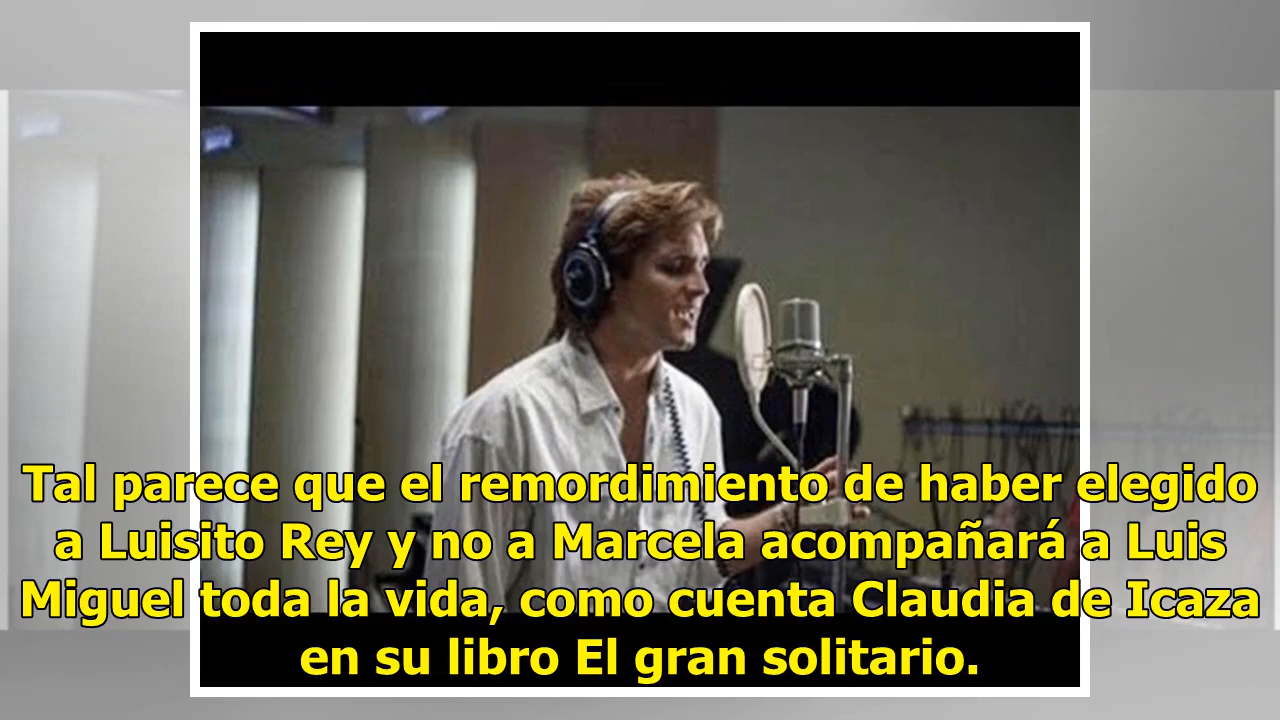 Tal parece que el remordimiento de haber elegido
a Luisito Rey y no a Marcela acompañará a Luis
Miguel toda la vida, como cuenta Claudia de Icaza
en su libro El gran solitario.